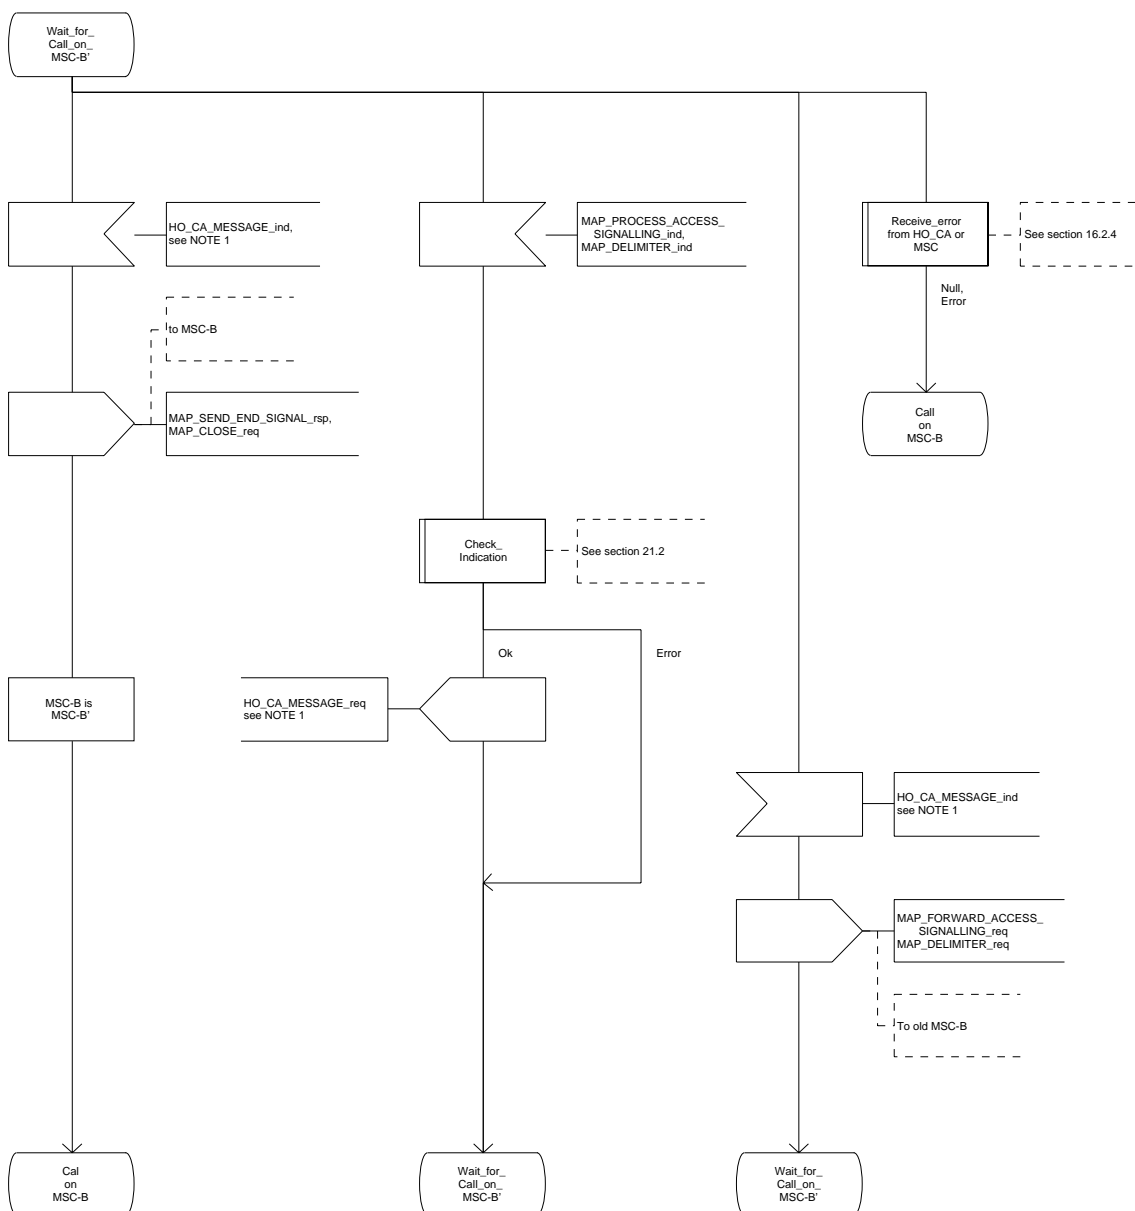 Wait_for_
Call_on_
MSC-B'
HO_CA_MESSAGE_ind,
see NOTE 1
MAP_PROCESS_ACCESS_
SIGNALLING_ind,
MAP_DELIMITER_ind
Receive_error
from HO_CA or
MSC
See section 16.2.4
Null,
Error
to MSC-B
MAP_SEND_END_SIGNAL_rsp,
MAP_CLOSE_req
Call
on
MSC-B
Check_
Indication
See section 21.2
Ok
Error
MSC-B is
MSC-B'
HO_CA_MESSAGE_req
see NOTE 1
HO_CA_MESSAGE_ind
see NOTE 1
MAP_FORWARD_ACCESS_
SIGNALLING_req
MAP_DELIMITER_req
To old MSC-B
Cal
on
MSC-B
Wait_for_
Call_on_
MSC-B'
Wait_for_
Call_on_
MSC-B'